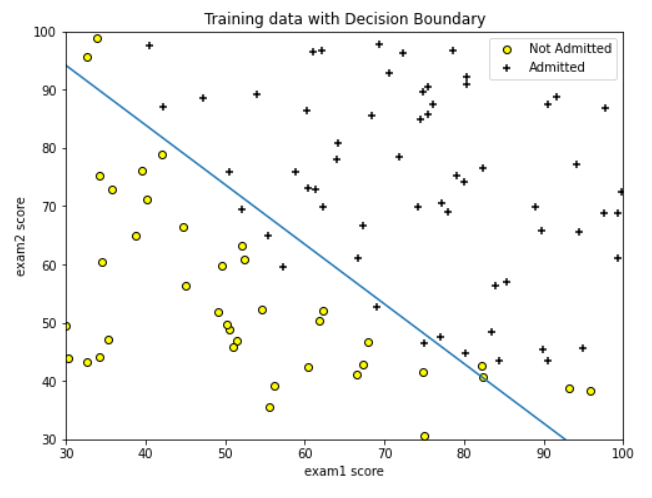 Training data with Decision Boundary
Not Admitted
Admitted
100
90
80
70
60
50
40
30
exam2 score
30 40 50 60 70 80 90 100
exam1 score